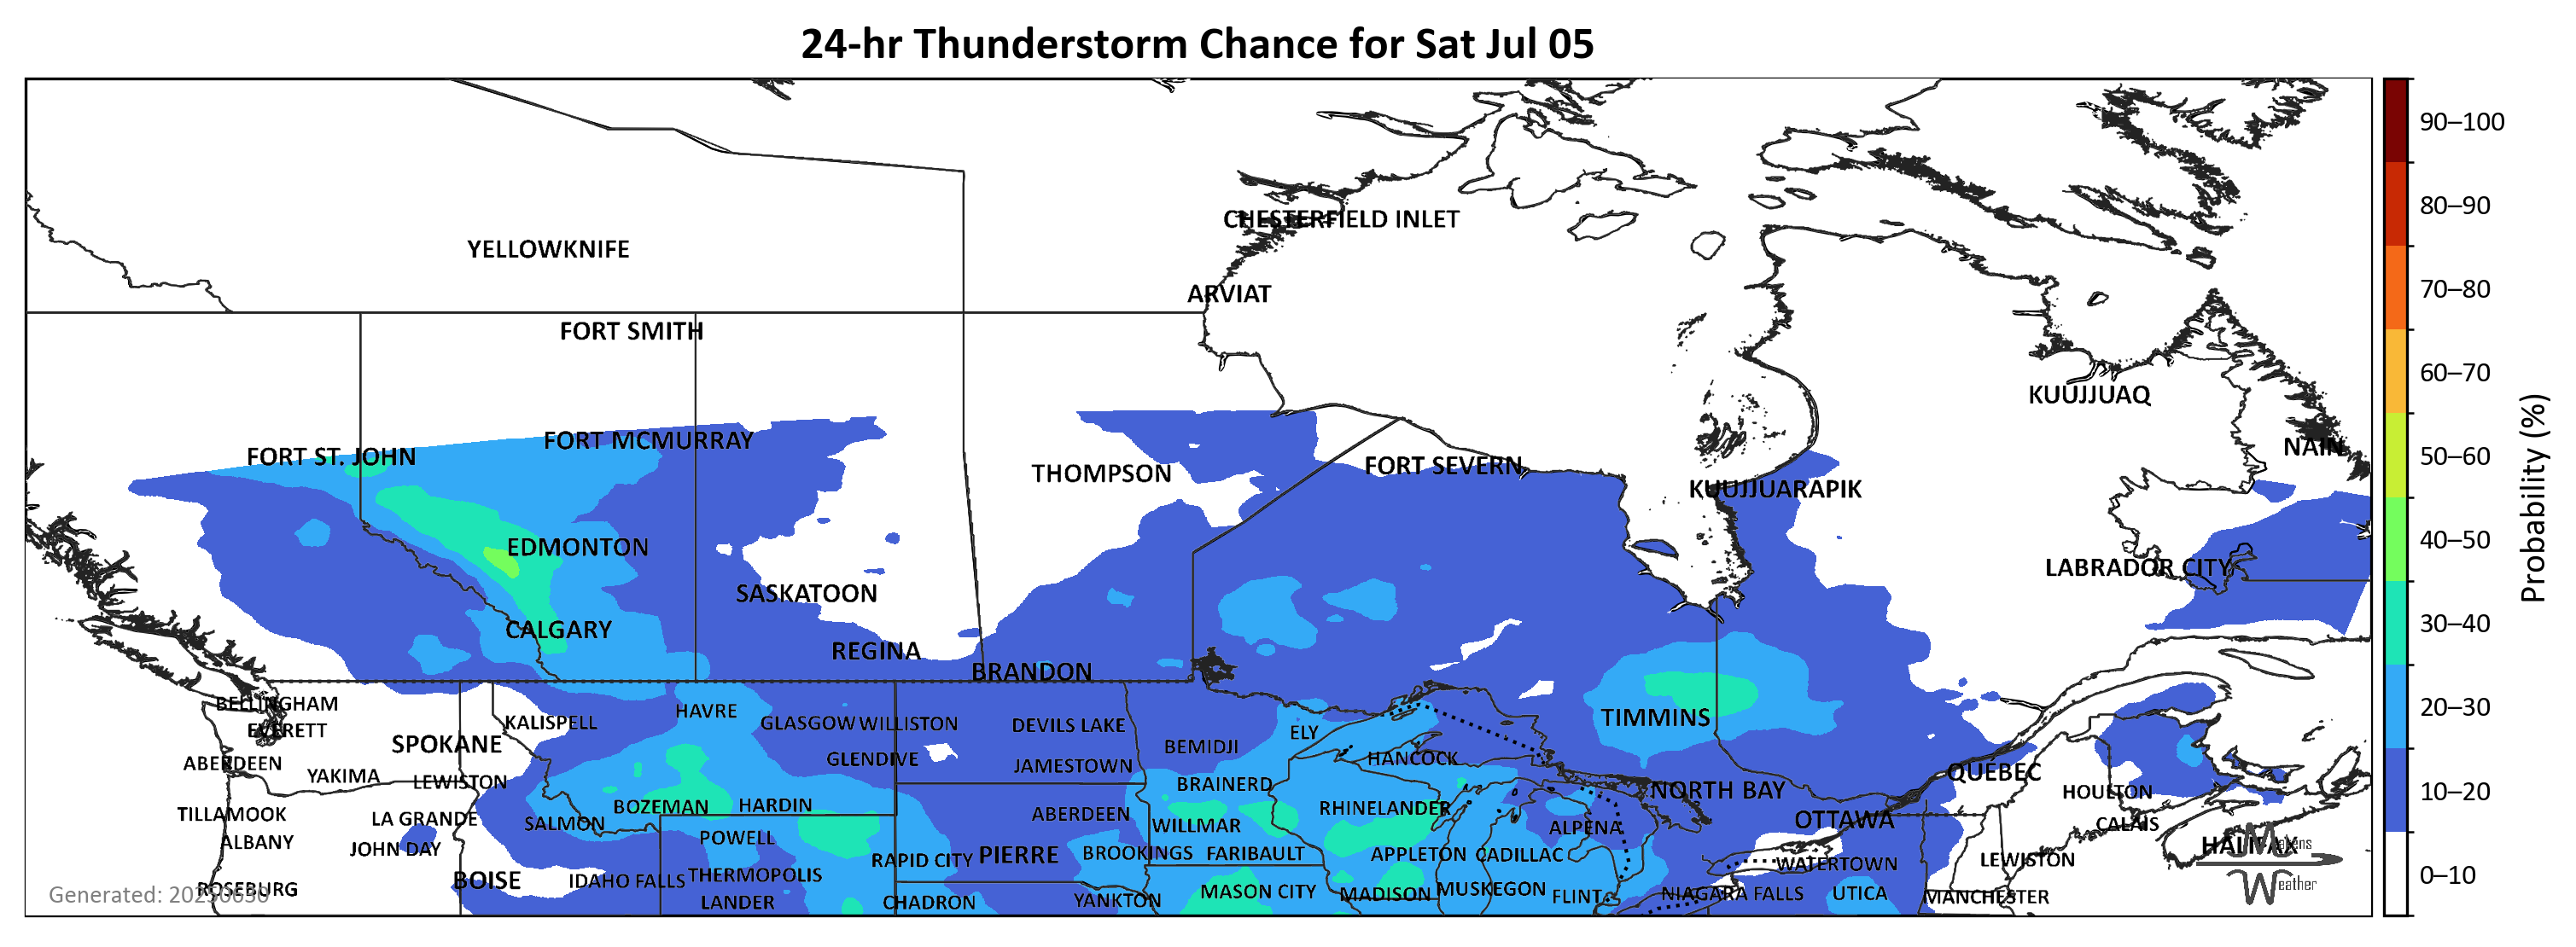 24-hr Thunderstorm Chance for Sat Jul 05
90–100
80–90
70–80
60–70
50–60
40–50
30–40
20–30
10–20
0–10
Probability (%)
CHESTERFIELD INLET
YELLOWKNIFE
ARVIAT
FORT SMITH
KUUJJUAQ
FORT MCMURRAY
NAIN
FORT ST. JOHN
FORT SEVERN
THOMPSON
KUUJJUARAPIK
EDMONTON
LABRADOR CITY
SASKATOON
CALGARY
REGINA
BRANDON
BELLINGHAM
HAVRE
TIMMINS
KALISPELL
GLASGOW
WILLISTON
DEVILS LAKE
EVERETT
ELY
SPOKANE
BEMIDJI
GLENDIVE
HANCOCK
ABERDEEN
JAMESTOWN
QUÉBEC
YAKIMA
LEWISTON
BRAINERD
NORTH BAY
HOULTON
BOZEMAN
HARDIN
RHINELANDER
TILLAMOOK
LA GRANDE
SALMON
ABERDEEN
WILLMAR
ALPENA
OTTAWA
CALAIS
ALBANY
JOHN DAY
POWELL
RAPID CITY
PIERRE
BROOKINGS
FARIBAULT
APPLETON
CADILLAC
WATERTOWN
LEWISTON
HALIFAX
Makens
Weather
BOISE
IDAHO FALLS
THERMOPOLIS
ROSEBURG
Generated: 20250630
MASON CITY
MADISON
MUSKEGON
FLINT
NIAGARA FALLS
UTICA
MANCHESTER
LANDER
CHADRON
YANKTON